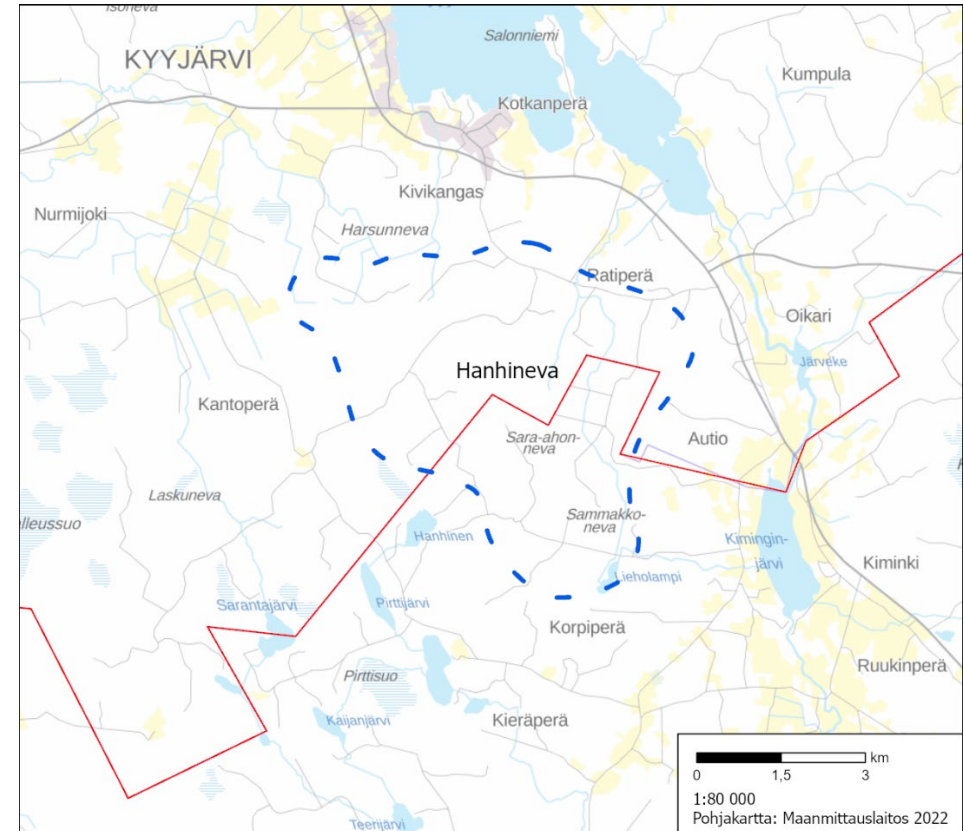 Isoneva
Salonniemi
KYYJÄRVI
Kumpula
Kotkanperä
Kivikangas
Nurmijoki
Harsunneva
Ratiperä
Oikari
Järveke
Hanhineva
Kantoperä
Sara-ahon-
neva
Autio
Laskuneva
Sammakko-
neva
Hanhinen
Kimingin-
järvi
Kiminki
Lieholampi
Sarantajärvi
Pirttijärvi
Korpiperä
Ruukinperä
Pirttisuo
Kaijanjärvi
Kieräperä
km
0 1,5 3
1:80 000
Pohjakartta: Maanmittauslaitos 2022
Teerijärvi